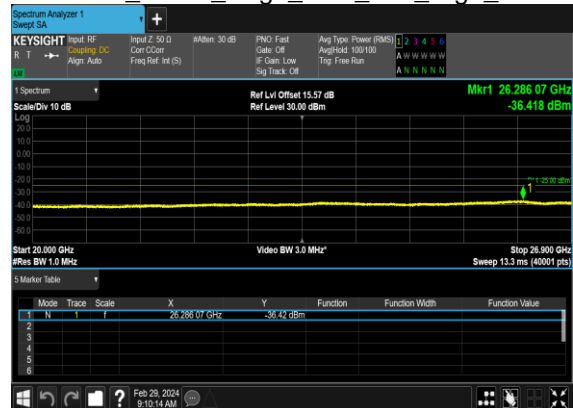 Spectrum Analyzer 1
Swept SA
+
KEYSIGHT Input: RF Input Z: 50 Ω #Atten: 30 dB PNO: Fast Avg Type: Power (RMS) 1 2 3 4 5 6
R T Coupling: DC Corr CCorr Gate: Off Avg|Hold: 100/100 A W W W W W
Align: Auto Freq Ref: Int (S) IF Gain: Low Trig: Free Run
LW Sig Track: Off A N N N N N
1 Spectrum Ref Lvl Offset 15.57 dB Mkr1 26.286 07 GHz
Scale/Div 10 dB Ref Level 30.00 dBm -36.418 dBm
Log
20.0
10.0
0.00
-10.0
-20.0
-25.00 dBm
1
-30.0
-40.0
-50.0
-60.0
Start 20.000 GHz Video BW 3.0 MHz* Stop 26.900 GHz
#Res BW 1.0 MHz Sweep 13.3 ms (40001 pts)
5 Marker Table
Mode Trace Scale X Y Function Function Width Function Value
1 N 1 f 26.286 07 GHz -36.42 dBm
2
3
4
5
6
? Feb 29, 2024
9:10:14 AM